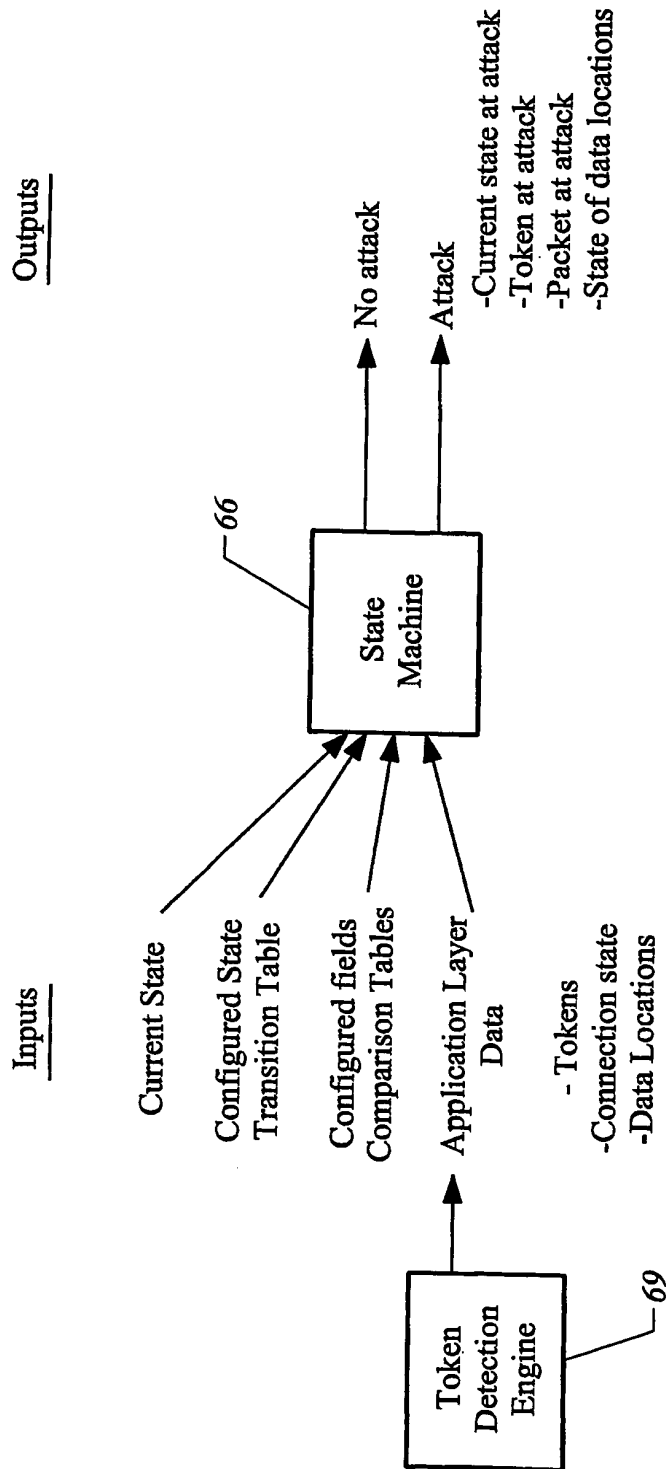 Inputs
Outputs
Current State
Configured State
Transition Table
Configured fields
Comparison Tables
Application Layer
Data
- Tokens
-Connection state
-Data Locations
Token
Detection
Engine
69
State
Machine
66
No attack
Attack
-Current state at attack
-Token at attack
-Packet at attack
-State of data locations